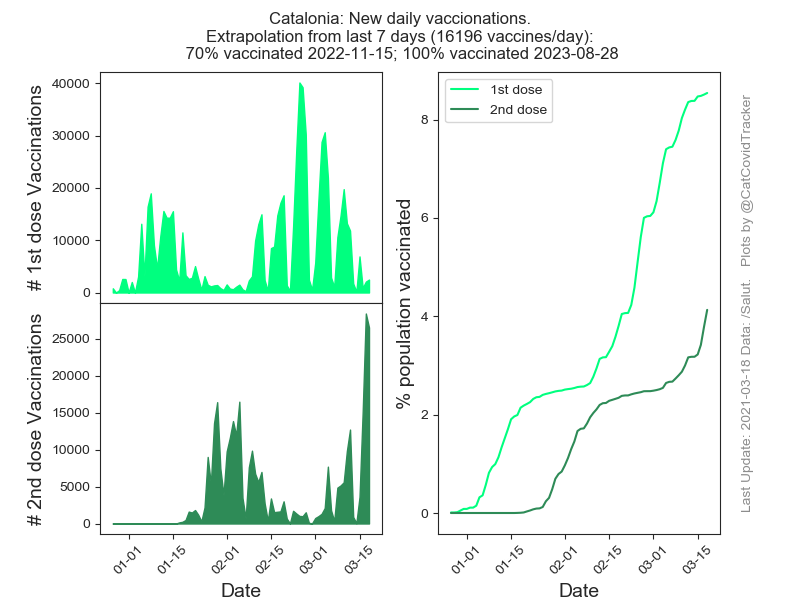 Catalonia: New daily vaccionations.
Extrapolation from last 7 days (16196 vaccines/day):
70% vaccinated 2022-11-15; 100% vaccinated 2023-08-28
# 1st dose Vaccinations
40000
30000
20000
10000
0
# 2nd dose Vaccinations
25000
20000
15000
10000
5000
0
01-01
01-15
02-01
02-15
03-01
03-15
Date
% population vaccinated
8
6
4
2
0
1st dose
2nd dose
01-01
01-15
02-01
02-15
03-01
03-15
Date
Last Update: 2021-03-18 Data: /Salut. Plots by @CatCovidTracker